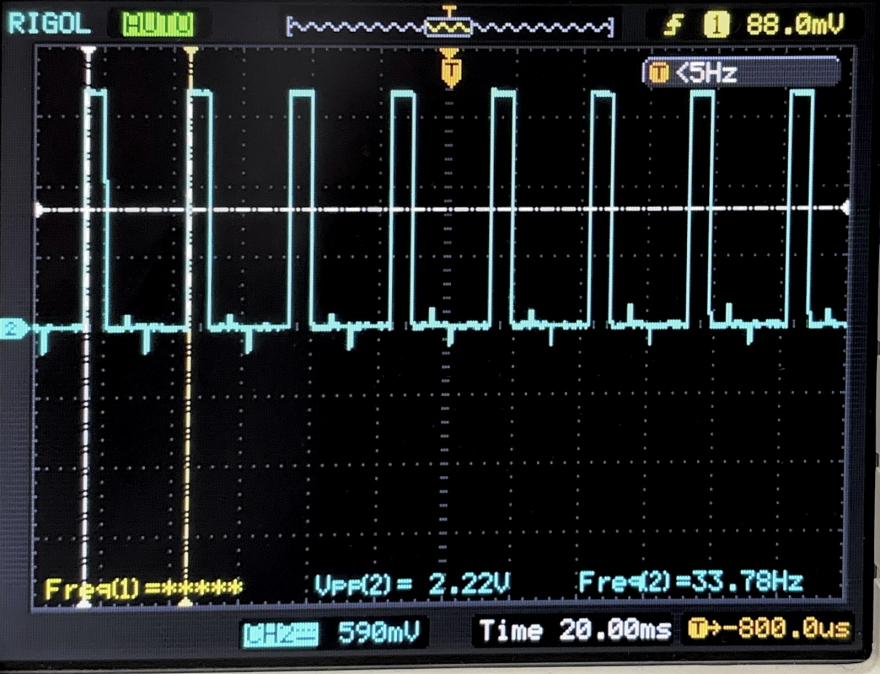 RIGOL AUTO T 1 88.0mV
T
T <5Hz
2
Freq(1)=***** Vpp(2)= 2.22V Freq(2)=33.78Hz
CH2 590mV Time 20.00ms T→-800.0us